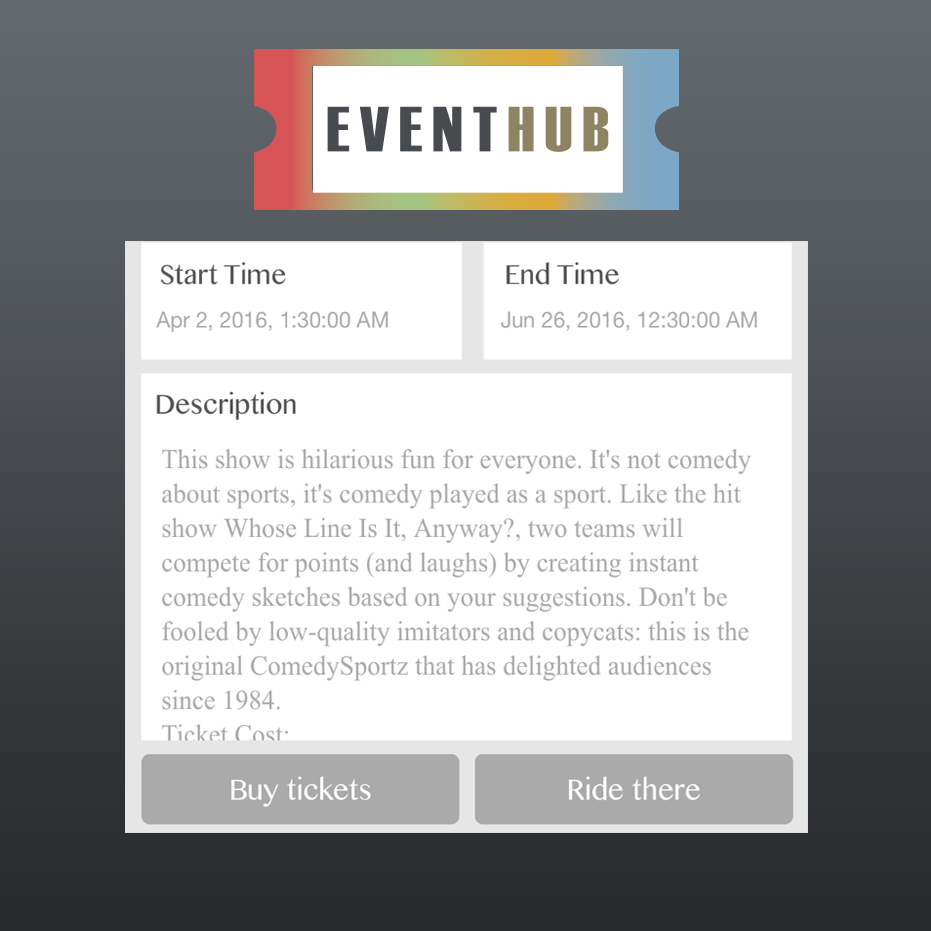 EVENTHUB
Start Time
End Time
Apr 2, 2016, 1:30:00 AM
Jun 26, 2016, 12:30:00 AM
Description
This show is hilarious fun for everyone. It's not comedy
about sports, it's comedy played as a sport. Like the hit
show Whose Line Is It, Anyway?, two teams will
compete for points (and laughs) by creating instant
comedy sketches based on your suggestions. Don't be
fooled by low-quality imitators and copycats: this is the
original ComedySportz that has delighted audiences
since 1984.
Ticket Cost:
Buy tickets
Ride there